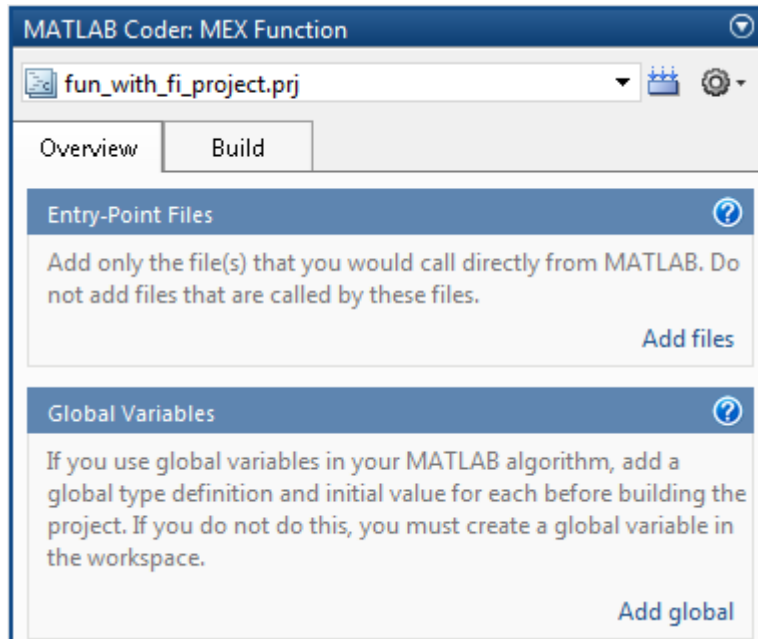 MATLAB Coder: MEX Function
fun_with_fi_project.prj
Overview
Build
Entry-Point Files
Add only the file(s) that you would call directly from MATLAB. Do
not add files that are called by these files.
Add files
Global Variables
If you use global variables in your MATLAB algorithm, add a
global type definition and initial value for each before building the
project. If you do not do this, you must create a global variable in
the workspace.
Add global